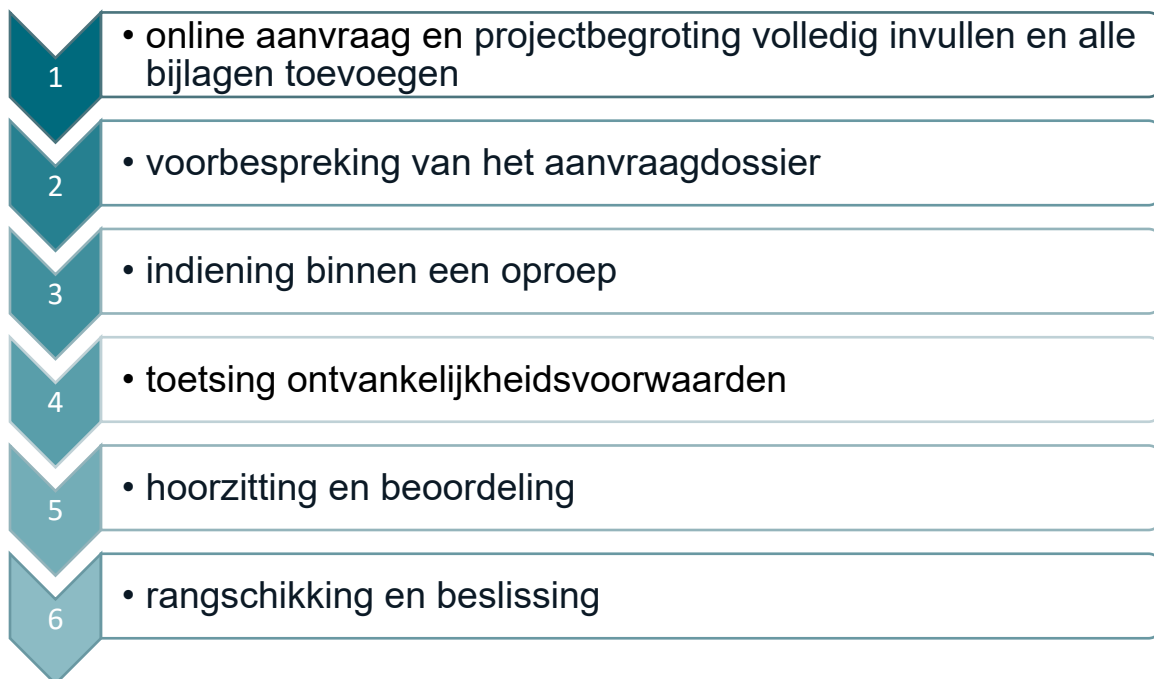 1
• online aanvraag en projectbegroting volledig invullen en alle
bijlagen toevoegen
2
• voorbespreking van het aanvraagdossier
3
• indiening binnen een oproep
4
• toetsing ontvankelijkheidsvoorwaarden
5
• hoorzitting en beoordeling
6
• rangschikking en beslissing